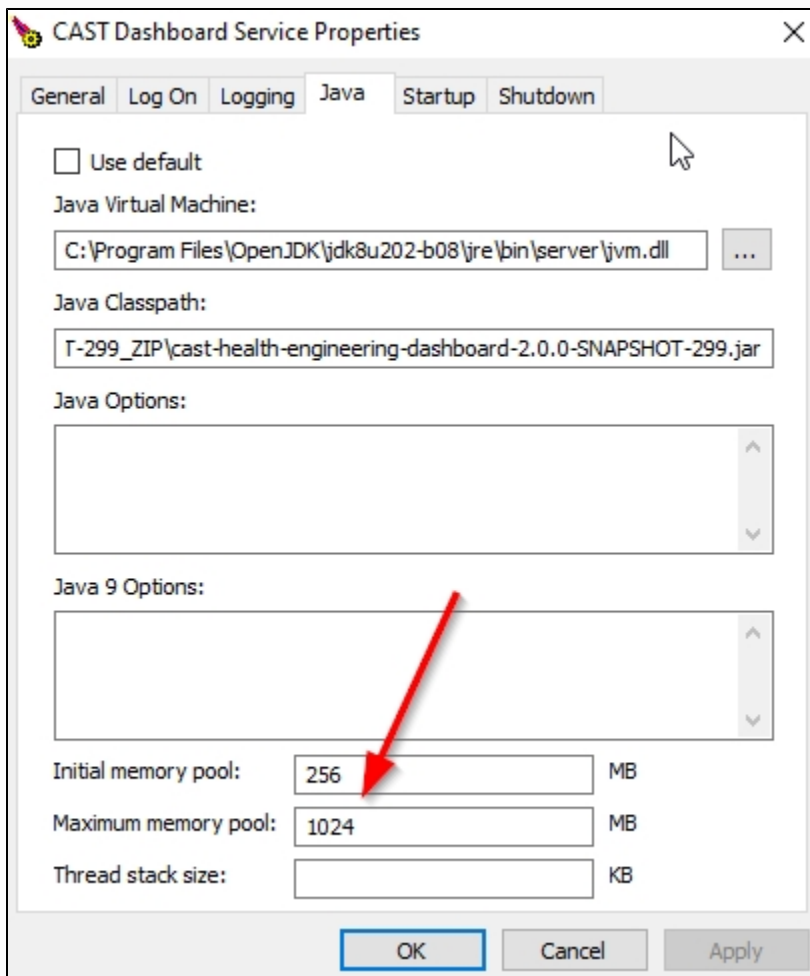 CAST Dashboard Service Properties
General Log On Logging Java Startup Shutdown
Use default
Java Virtual Machine:
C:\Program Files\OpenJDK\jdk8u202-b08\jre\bin\server\jvm.dll ...
Java Classpath:
T-299_ZIP\cast-health-engineering-dashboard-2.0.0-SNAPSHOT-299.jar
Java Options:
Java 9 Options:
Initial memory pool: 256 MB
Maximum memory pool: 1024 MB
Thread stack size: KB
OK Cancel Apply